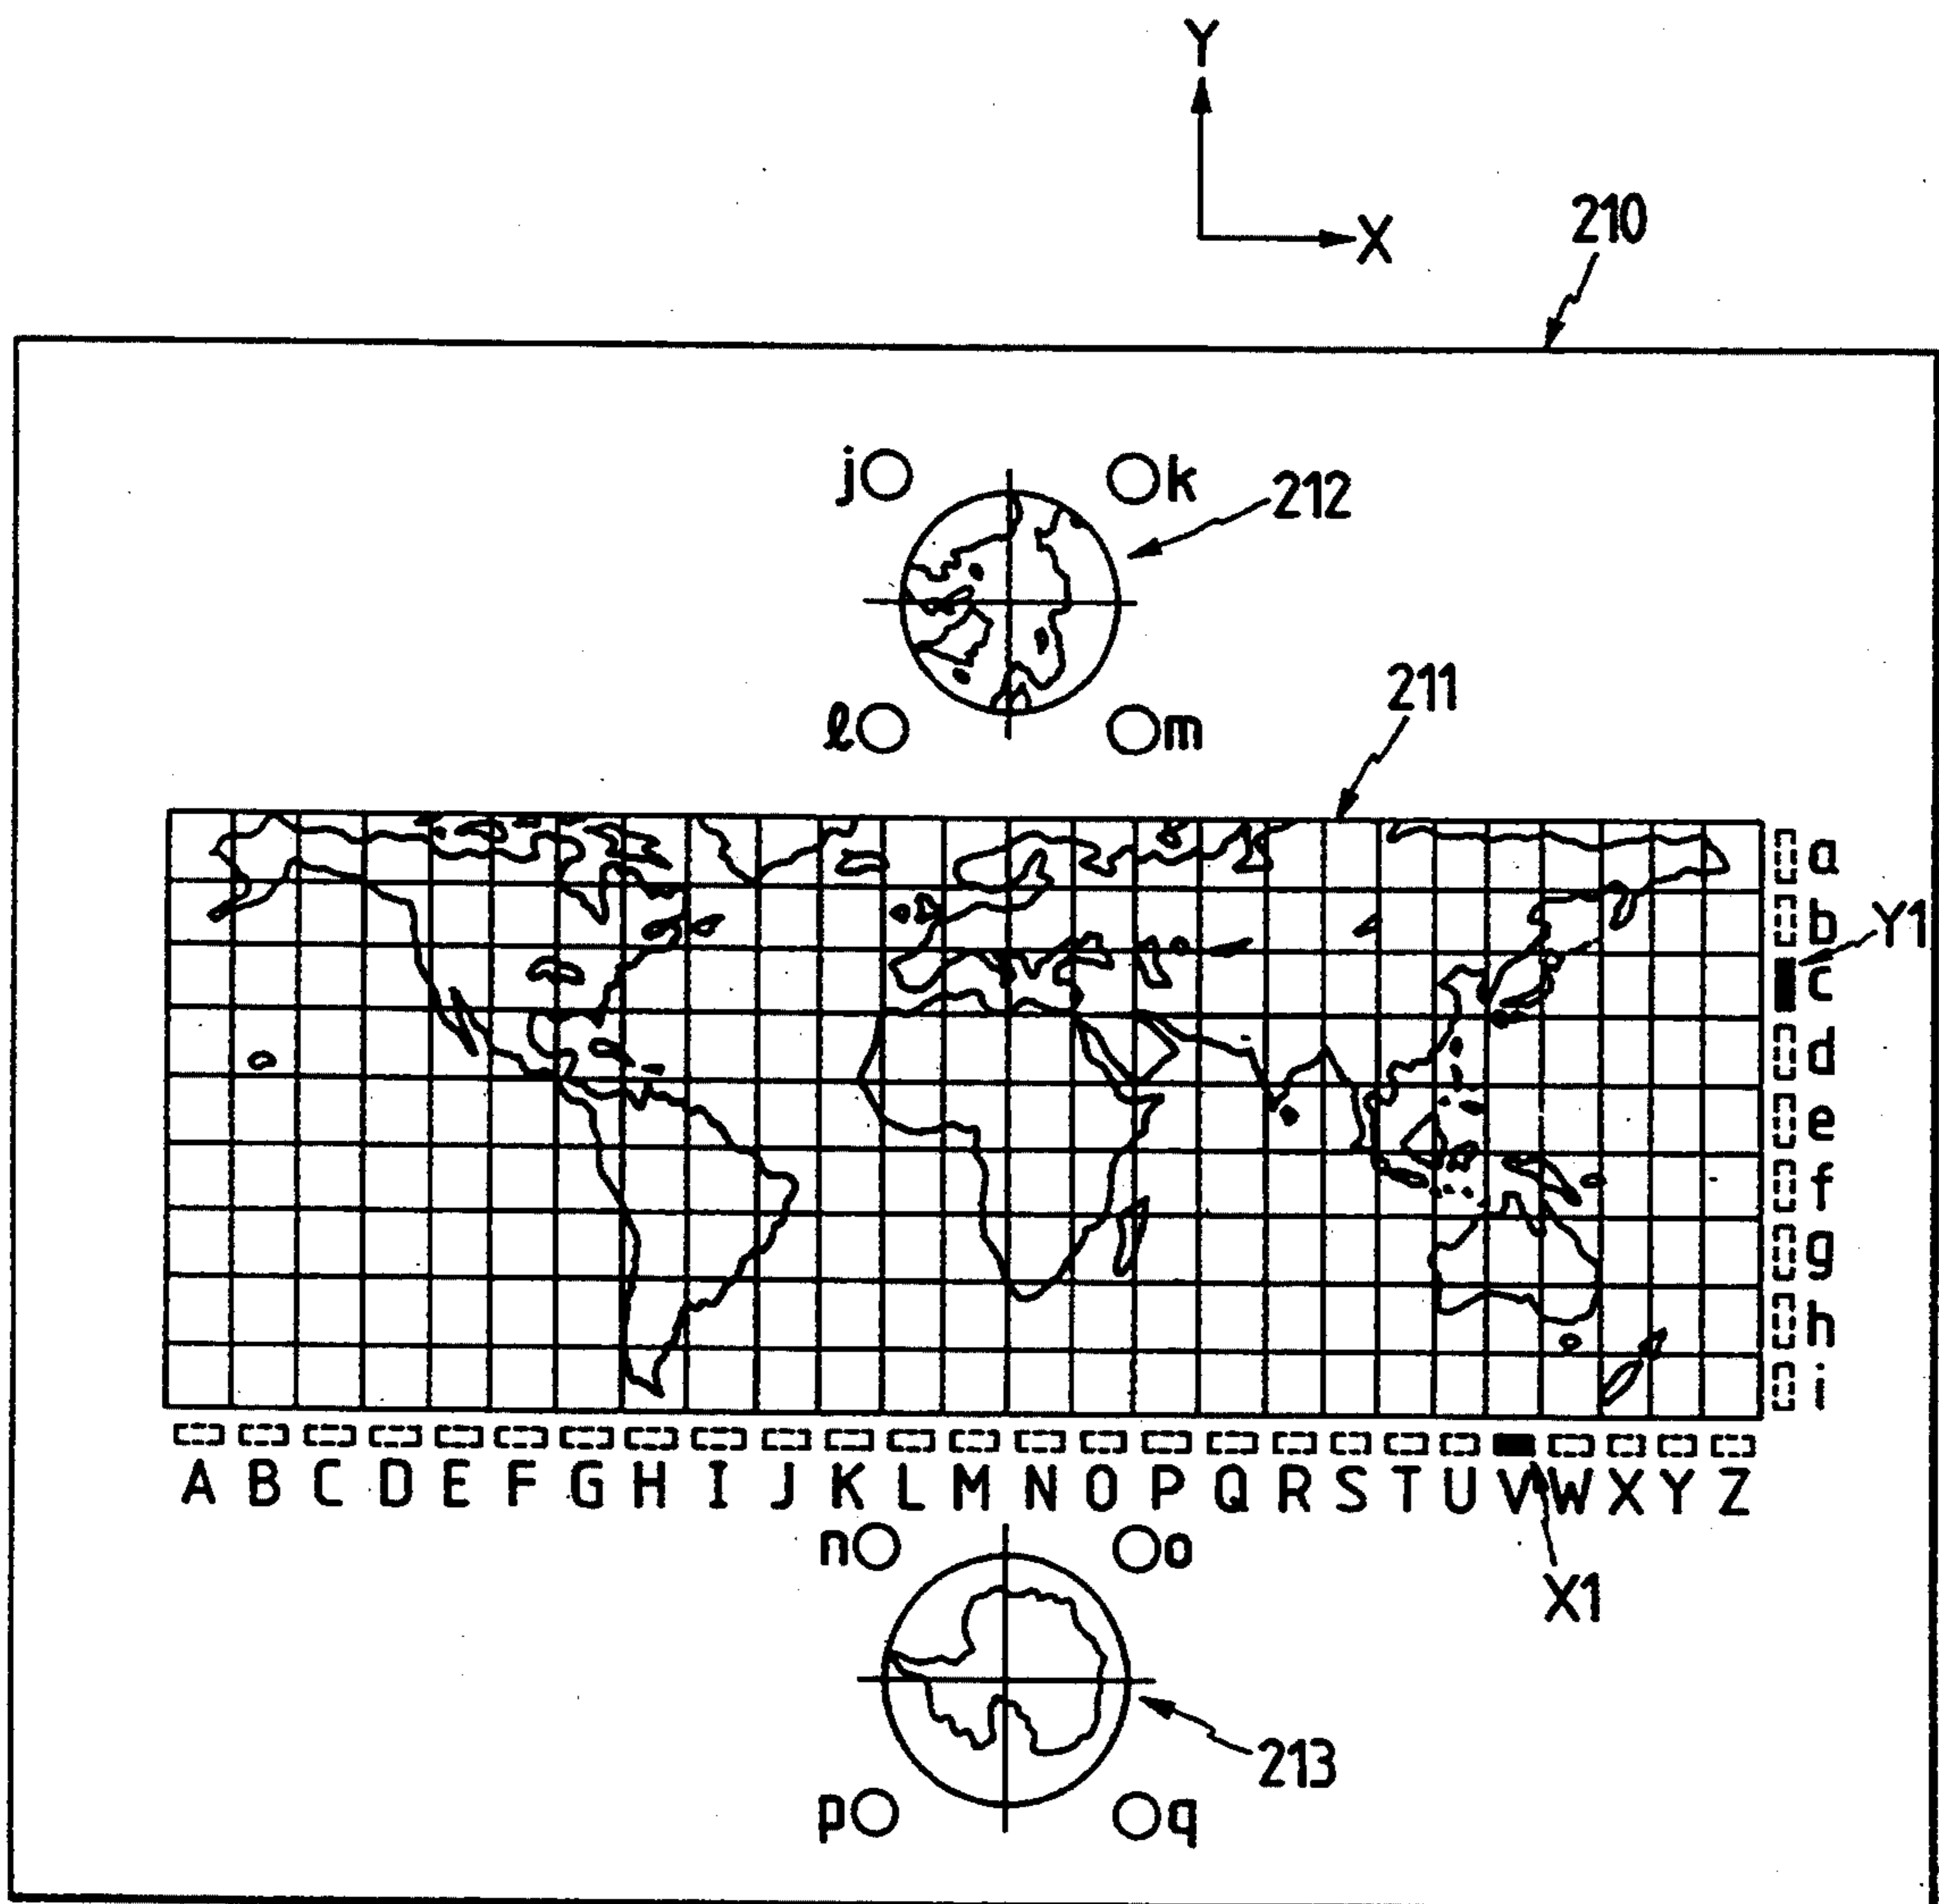 Y
X
210
j k
212
l m
211
a
b
Y1
c
d
e
f
g
h
i
A B C D E F G H I J K L M N O P Q R S T U V W X Y Z
n o
X1
213
p q